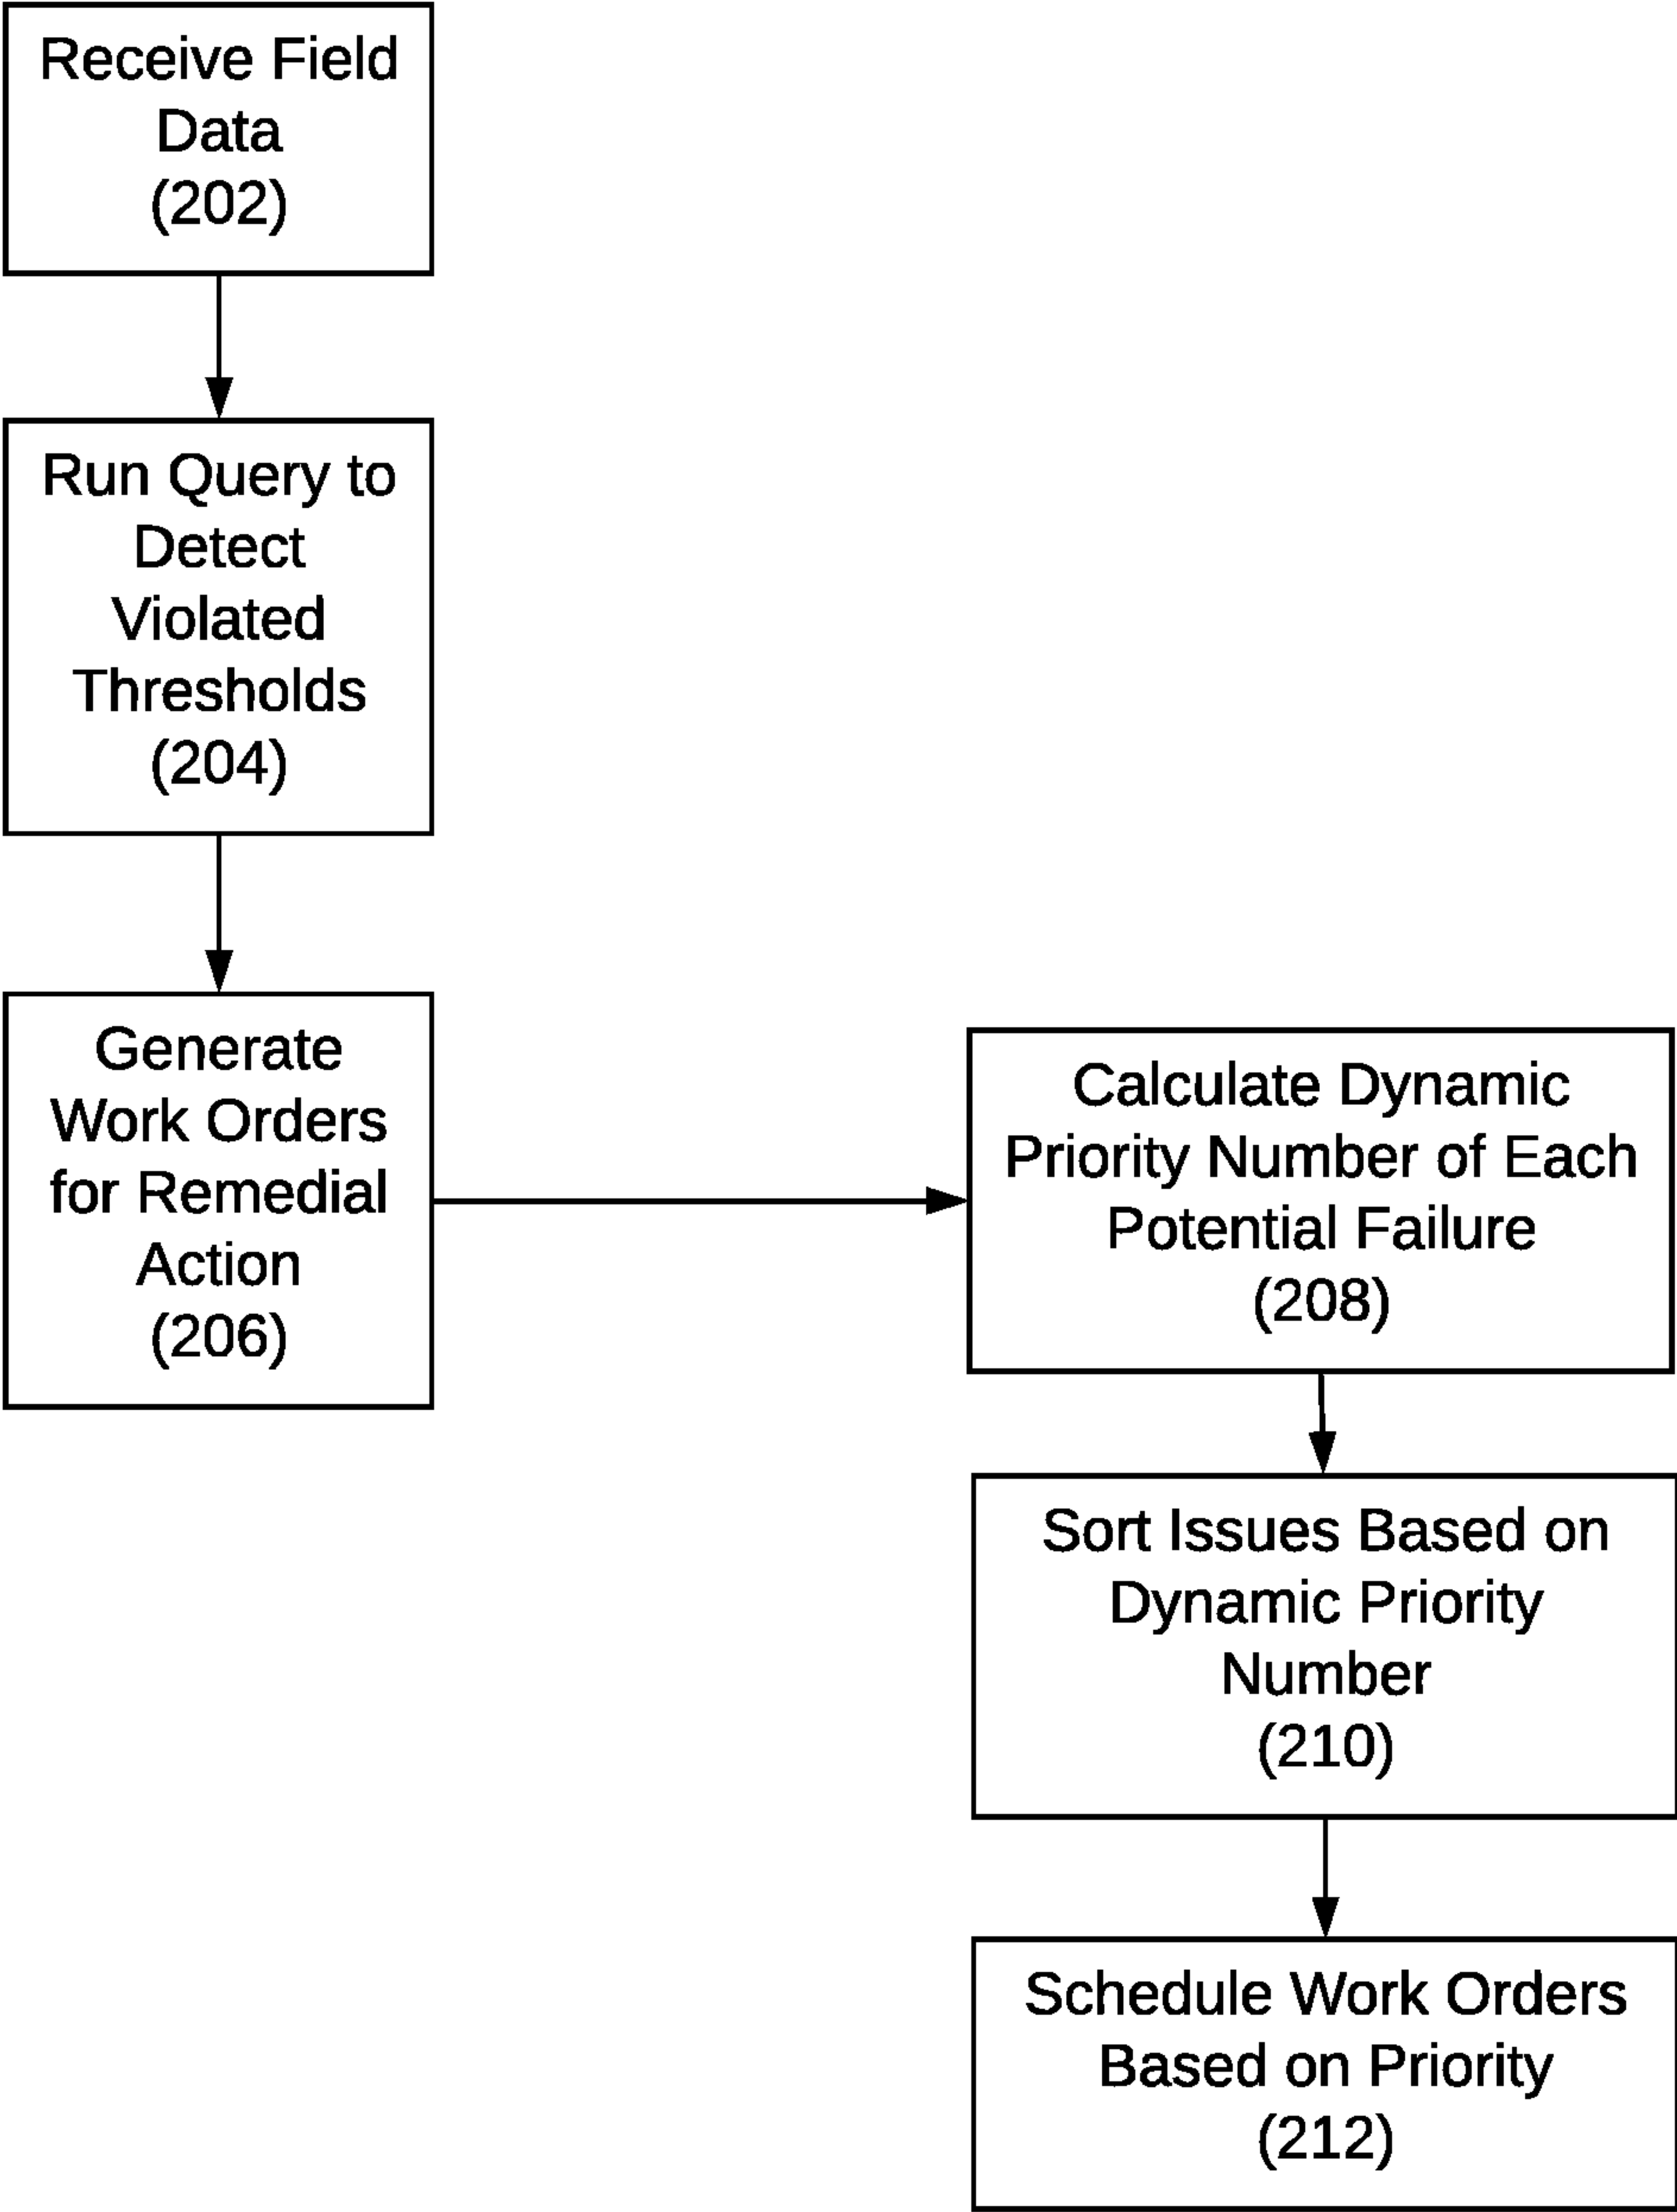 Receive Field
Data
(202)
Run Query to
Detect
Violated
Thresholds
(204)
Generate
Work Orders
for Remedial
Action
(206)
Calculate Dynamic
Priority Number of Each
Potential Failure
(208)
Sort Issues Based on
Dynamic Priority
Number
(210)
Schedule Work Orders
Based on Priority
(212)